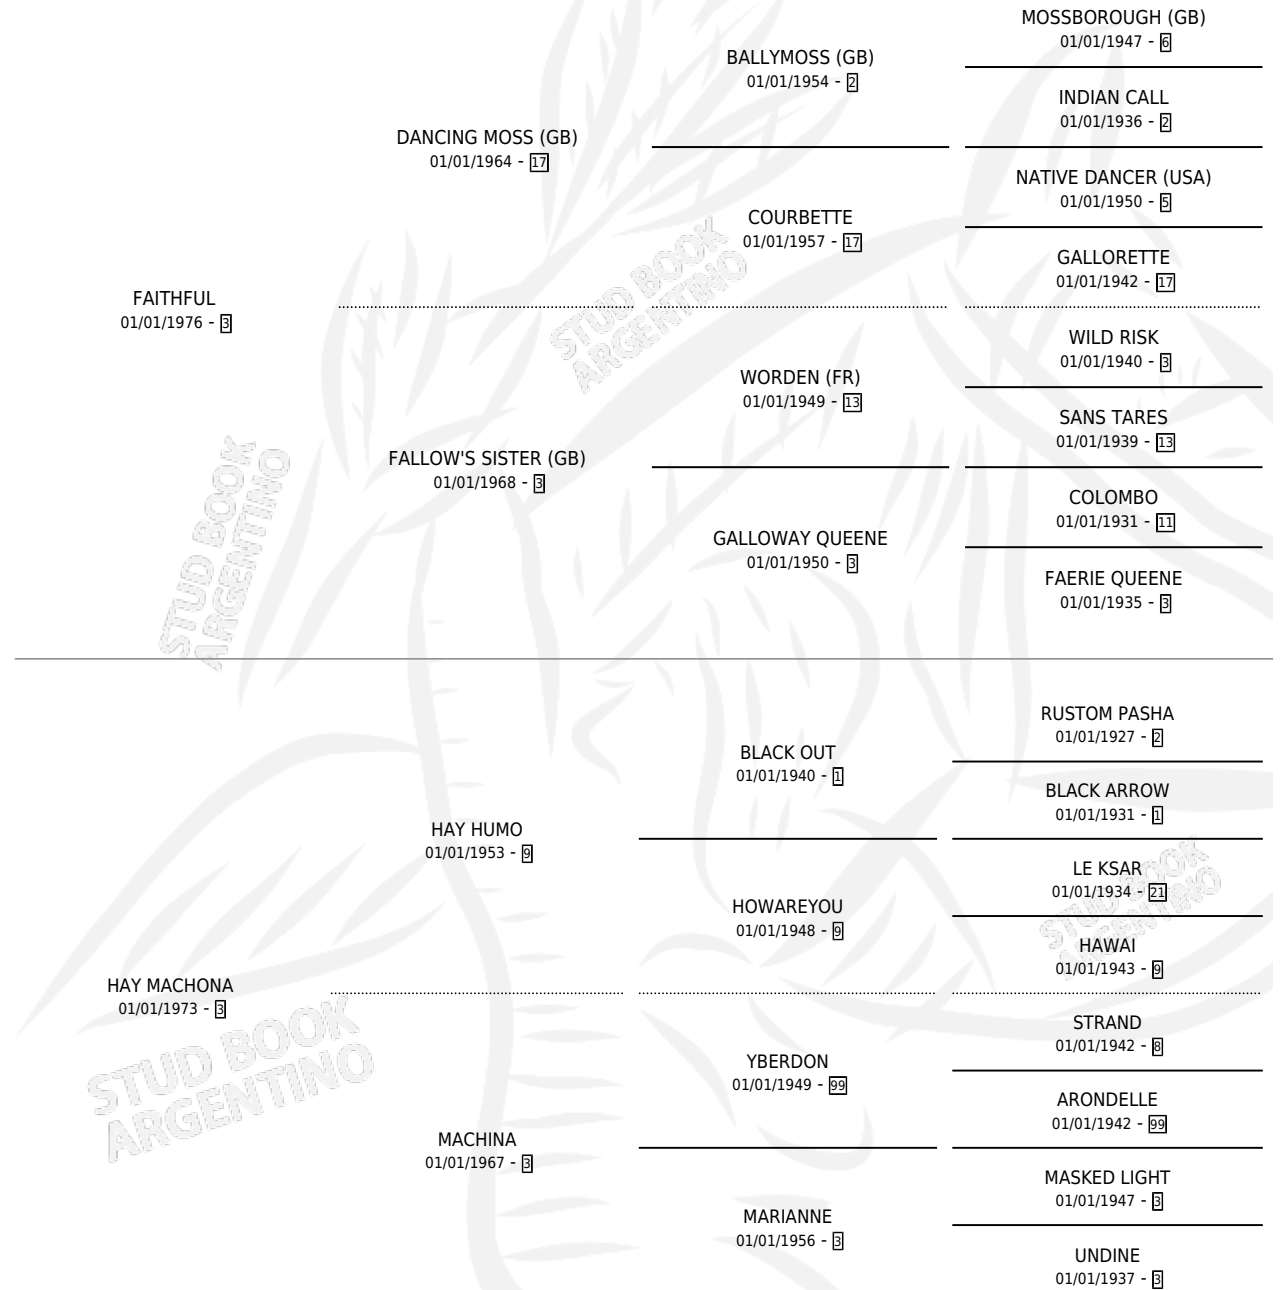 MOSSBOROUGH (GB)
01/01/1947 - 6
BALLYMOSS (GB)
01/01/1954 - 2
INDIAN CALL
01/01/1936 - 2
DANCING MOSS (GB)
01/01/1964 - 17
NATIVE DANCER (USA)
01/01/1950 - 5
COURBETTE
01/01/1957 - 17
GALLORETTE
01/01/1942 - 17
FAITHFUL
01/01/1976 - 3
WILD RISK
01/01/1940 - 3
WORDEN (FR)
01/01/1949 - 13
SANS TARES
01/01/1939 - 13
FALLOW'S SISTER (GB)
01/01/1968 - 3
COLOMBO
01/01/1931 - 11
GALLOWAY QUEENE
01/01/1950 - 3
FAERIE QUEENE
01/01/1935 - 3
STUD BOOK
ARGENTINO
STUD BOOK
ARGENTINO
RUSTOM PASHA
01/01/1927 - 2
BLACK OUT
01/01/1940 - 1
BLACK ARROW
01/01/1931 - 1
HAY HUMO
01/01/1953 - 9
LE KSAR
01/01/1934 - 21
HOWAREYOU
01/01/1948 - 9
HAWAI
01/01/1943 - 9
HAY MACHONA
01/01/1973 - 3
STRAND
01/01/1942 - 8
YBERDON
01/01/1949 - 99
ARONDELLE
01/01/1942 - 99
MACHINA
01/01/1967 - 3
MASKED LIGHT
01/01/1947 - 3
MARIANNE
01/01/1956 - 3
UNDINE
01/01/1937 - 3
STUD BOOK
ARGENTINO
STUD BOOK
ARGENTINO